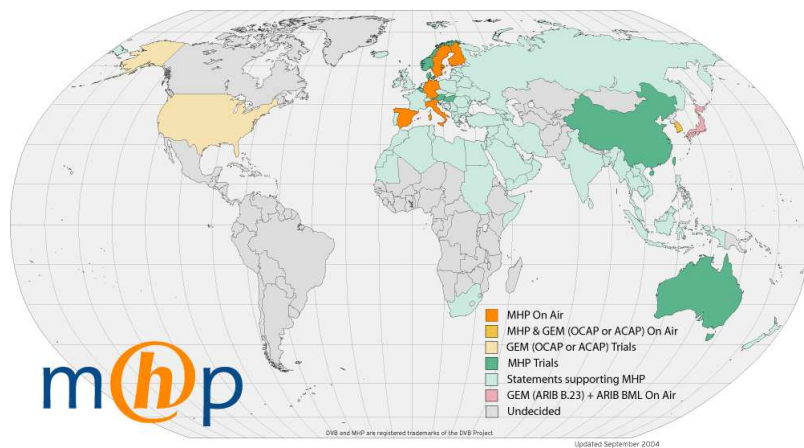 MHP On Air
MHP & GEM (OCAP or ACAP) On Air
GEM (OCAP or ACAP) Trials
MHP Trials
Statements supporting MHP
GEM (ARIB B.23) + ARIB BML On Air
Undecided
mhp
DVB and MHP are registered trademarks of the DVB Project
Updated September 2004